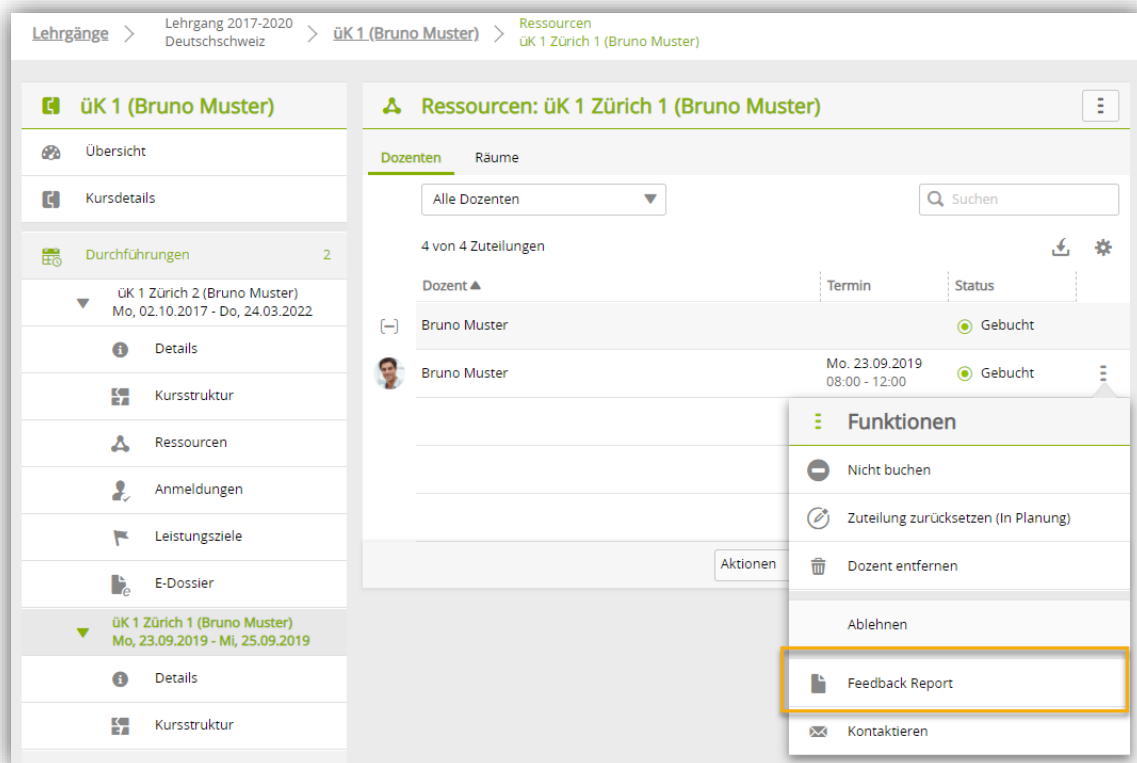 Lehrgänge
Lehrgang 2017-2020
Deutschschweiz
üK 1 (Bruno Muster)
Ressourcen
üK 1 Zürich 1 (Bruno Muster)
üK 1 (Bruno Muster)
Übersicht
Kursdetails
Durchführungen 2
üK 1 Zürich 2 (Bruno Muster)
Mo, 02.10.2017 - Do, 24.03.2022
Details
Kursstruktur
Ressourcen
Anmeldungen
Leistungsziele
E-Dossier
üK 1 Zürich 1 (Bruno Muster)
Mo, 23.09.2019 - Mi, 25.09.2019
Details
Kursstruktur
Ressourcen: üK 1 Zürich 1 (Bruno Muster)
Dozenten Räume
Alle Dozenten Suchen
4 von 4 Zuteilungen
Dozent Termin Status
Bruno Muster Gebucht
Bruno Muster Mo. 23.09.2019 Gebucht
08:00 - 12:00
Aktionen
Funktionen
Nicht buchen
Zuteilung zurücksetzen (In Planung)
Dozent entfernen
Ablehnen
Feedback Report
Kontaktieren